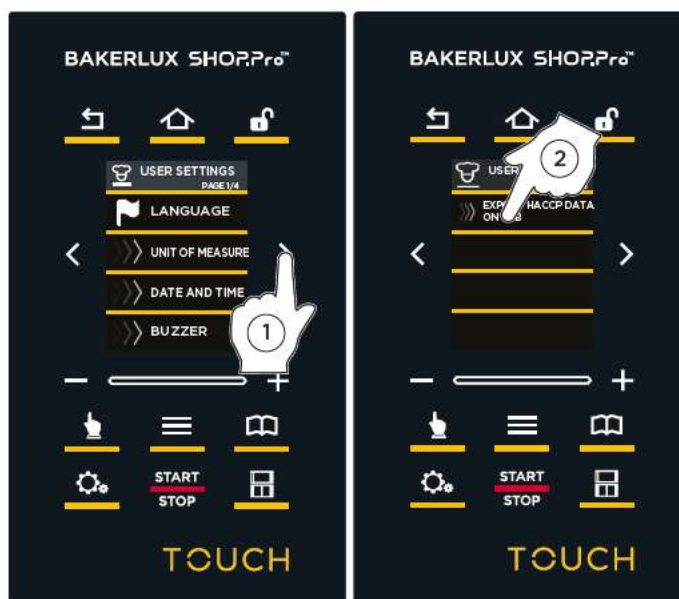 BAKERLUX SHOP.Pro™
USER SETTINGS
PAGE 1/4
LANGUAGE
UNIT OF MEASURE
DATE AND TIME
BUZZER
1
START
STOP
TOUCH
BAKERLUX SHOP.Pro™
2
HACCP DATA
START
STOP
TOUCH